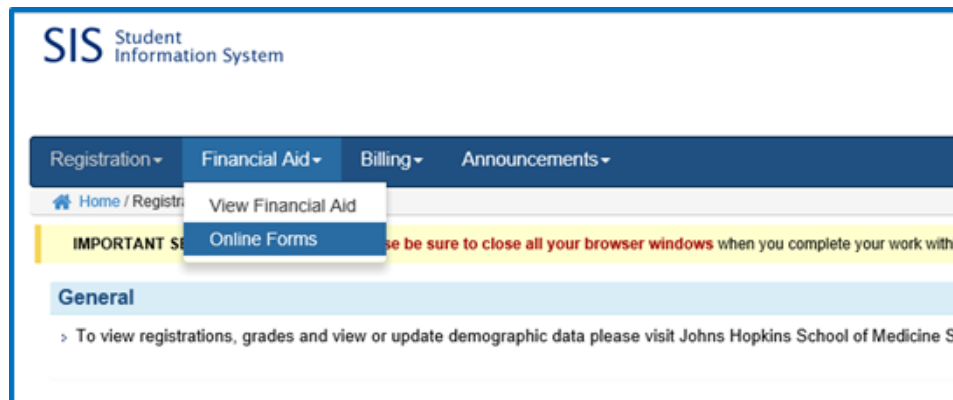 SIS Student
Information System
Registration Financial Aid Billing Announcements
Home / Registr
View Financial Aid
Online Forms
IMPORTANT SE se be sure to close all your browser windows when you complete your work with
General
> To view registrations, grades and view or update demographic data please visit Johns Hopkins School of Medicine S